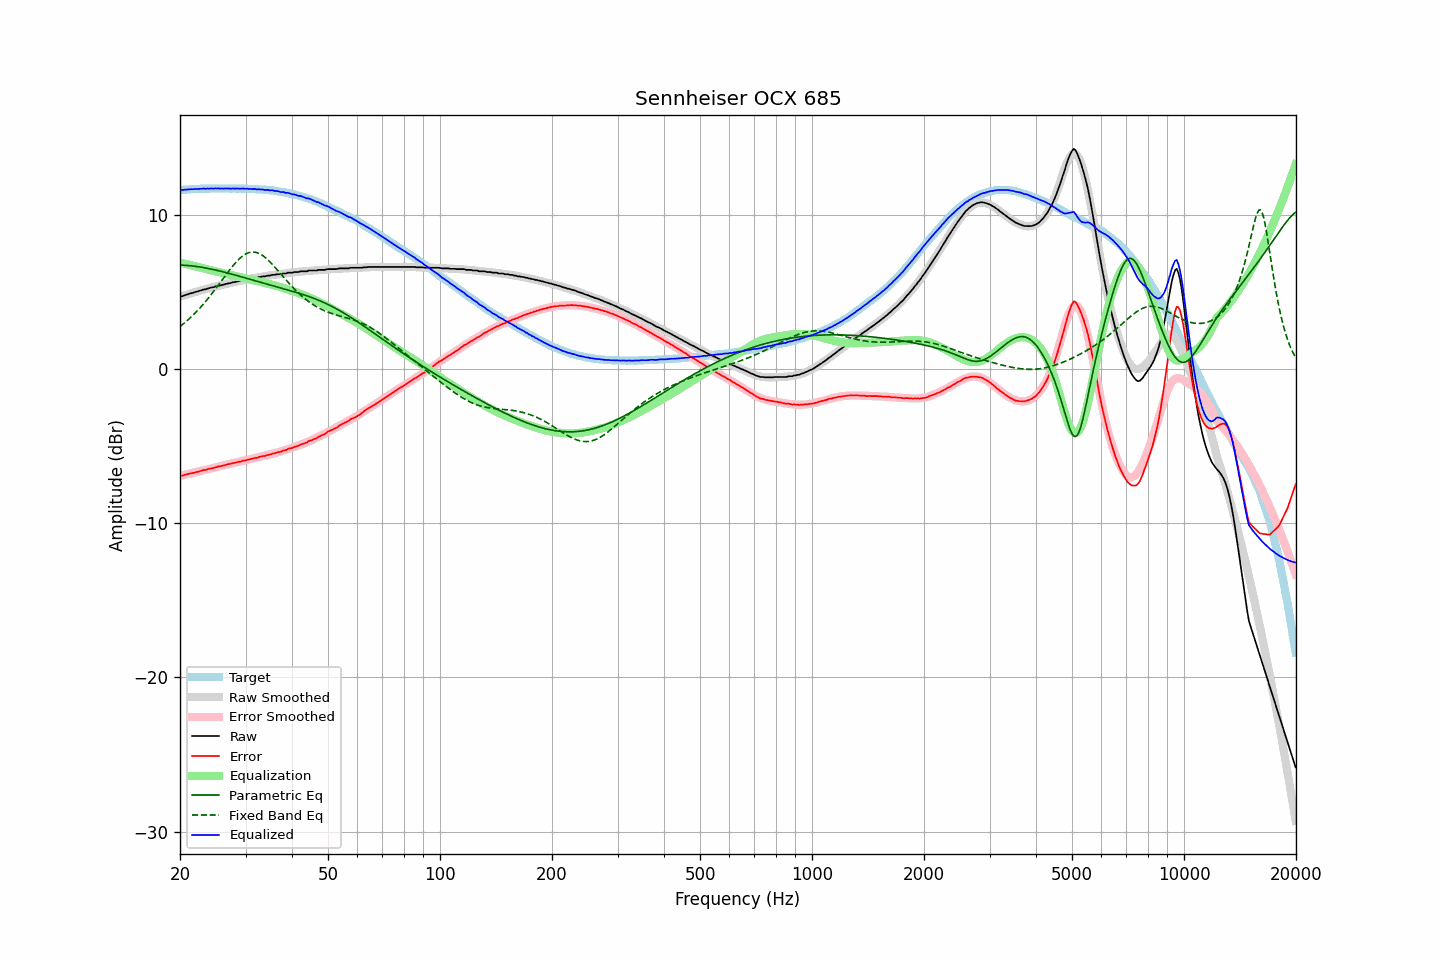 Sennheiser OCX 685
Amplitude (dBr)
10
0
−10
−20
−30
Target
Raw Smoothed
Error Smoothed
Raw
Error
Equalization
Parametric Eq
Fixed Band Eq
Equalized
20 50 100 200 500 1000 2000 5000 10000 20000
Frequency (Hz)